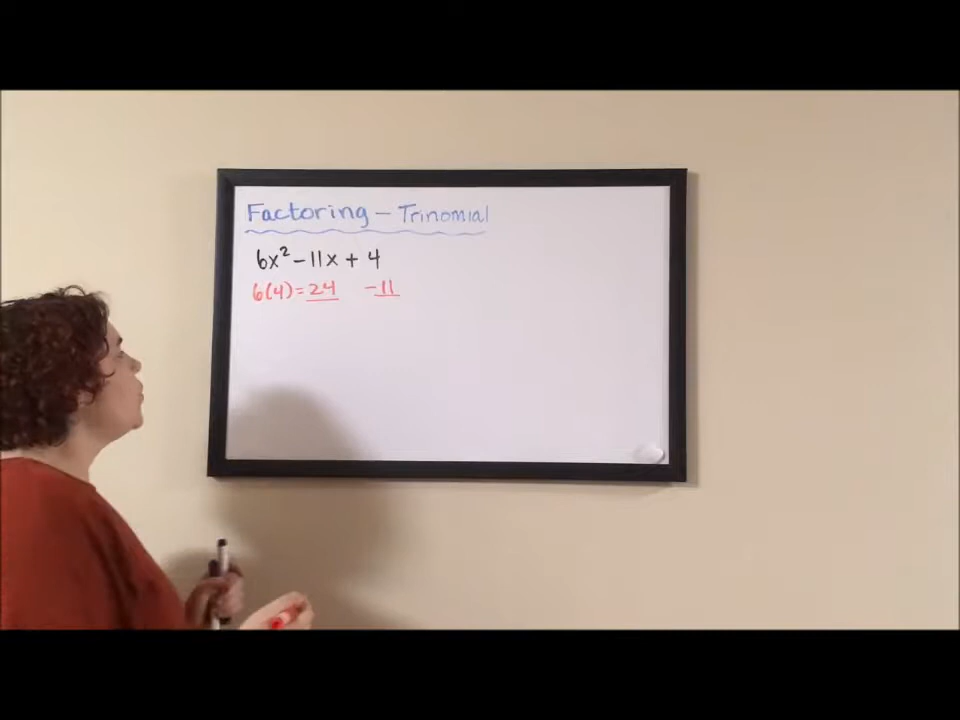 Factoring - Trinomial
6x² - 11x + 4
6(4) = 24 -11